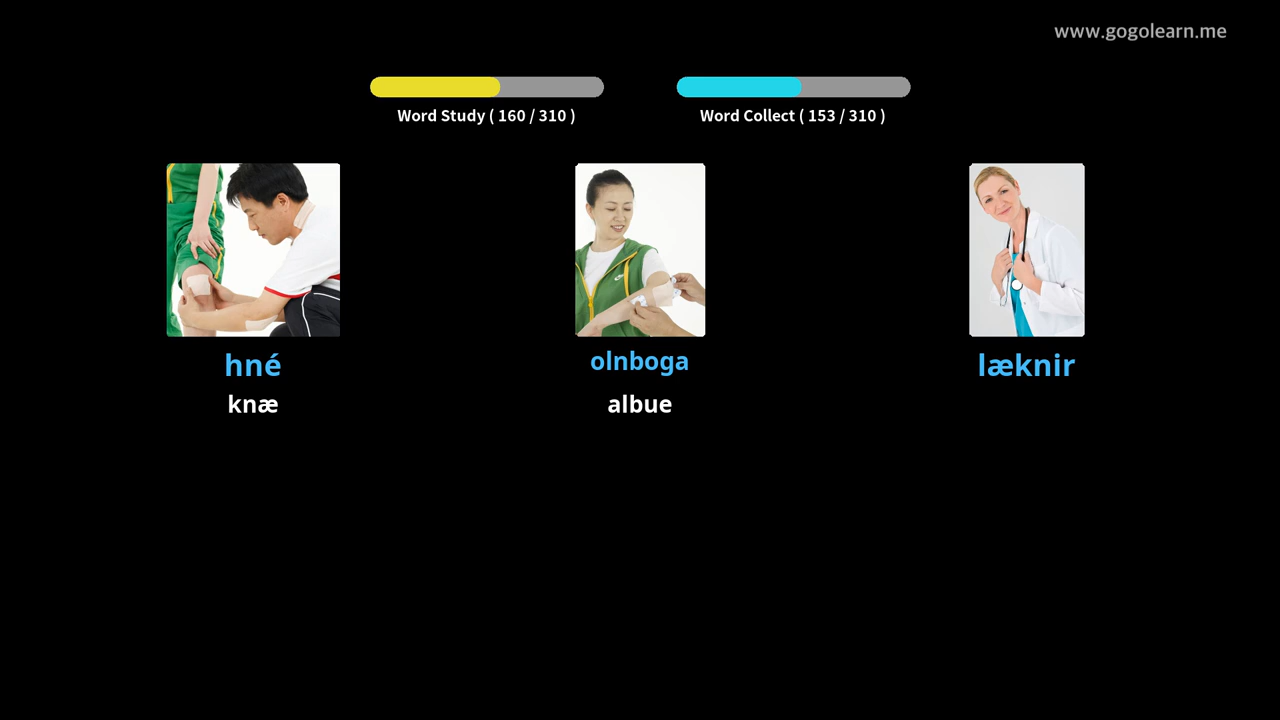 www.gogolearn.me
Word Study ( 160 / 310 )
Word Collect ( 153 / 310 )
hné
olnboga
læknir
knæ
albue